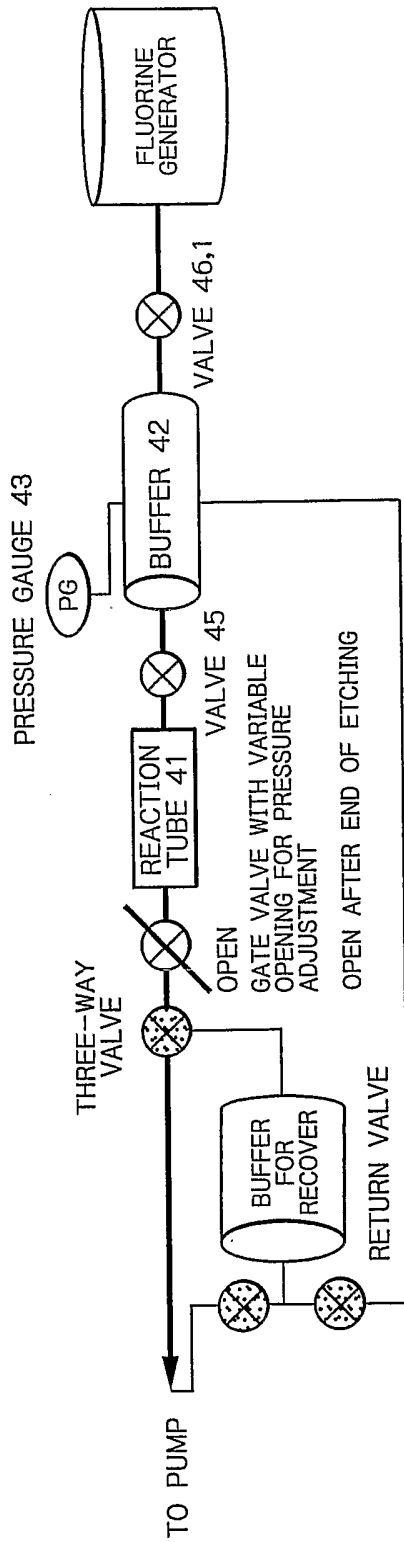 PRESSURE GAUGE 43
PG
FLUORINE
GENERATOR
BUFFER 42
VALVE 46,1
VALVE 45
REACTION
TUBE 41
THREE-WAY
VALVE
OPEN
GATE VALVE WITH VARIABLE
OPENING FOR PRESSURE
ADJUSTMENT
OPEN AFTER END OF ETCHING
BUFFER
FOR
RECOVER
RETURN VALVE
TO PUMP